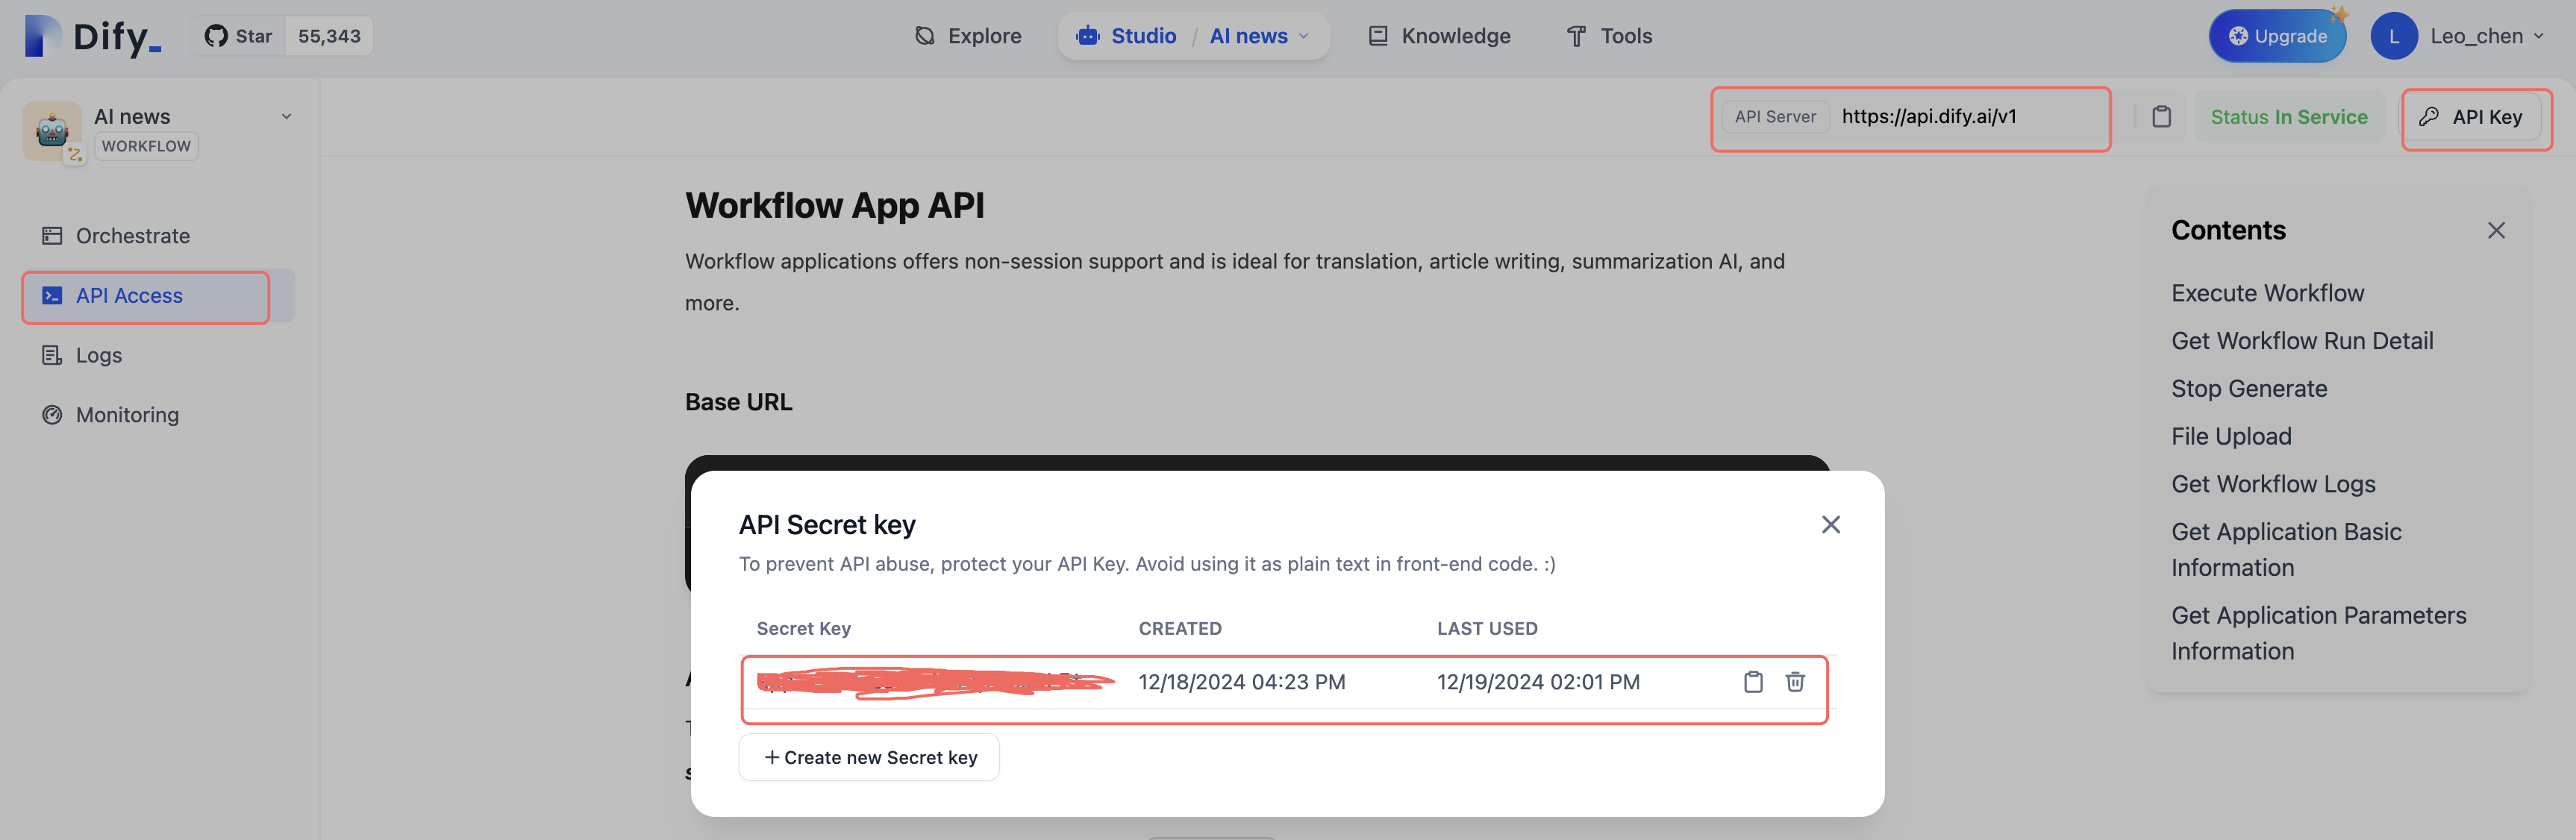 Dify_
Star 55,343
Explore
Studio / AI news
Knowledge
Tools
Upgrade
L
Leo_chen
AI news
WORKFLOW
API Server https://api.dify.ai/v1
Status In Service
API Key
Orchestrate
API Access
Logs
Monitoring
Workflow App API
Workflow applications offers non-session support and is ideal for translation, article writing, summarization AI, and
more.
Base URL
API Secret key
To prevent API abuse, protect your API Key. Avoid using it as plain text in front-end code. :)
Secret Key CREATED LAST USED
12/18/2024 04:23 PM 12/19/2024 02:01 PM
+ Create new Secret key
Contents
Execute Workflow
Get Workflow Run Detail
Stop Generate
File Upload
Get Workflow Logs
Get Application Basic
Information
Get Application Parameters
Information